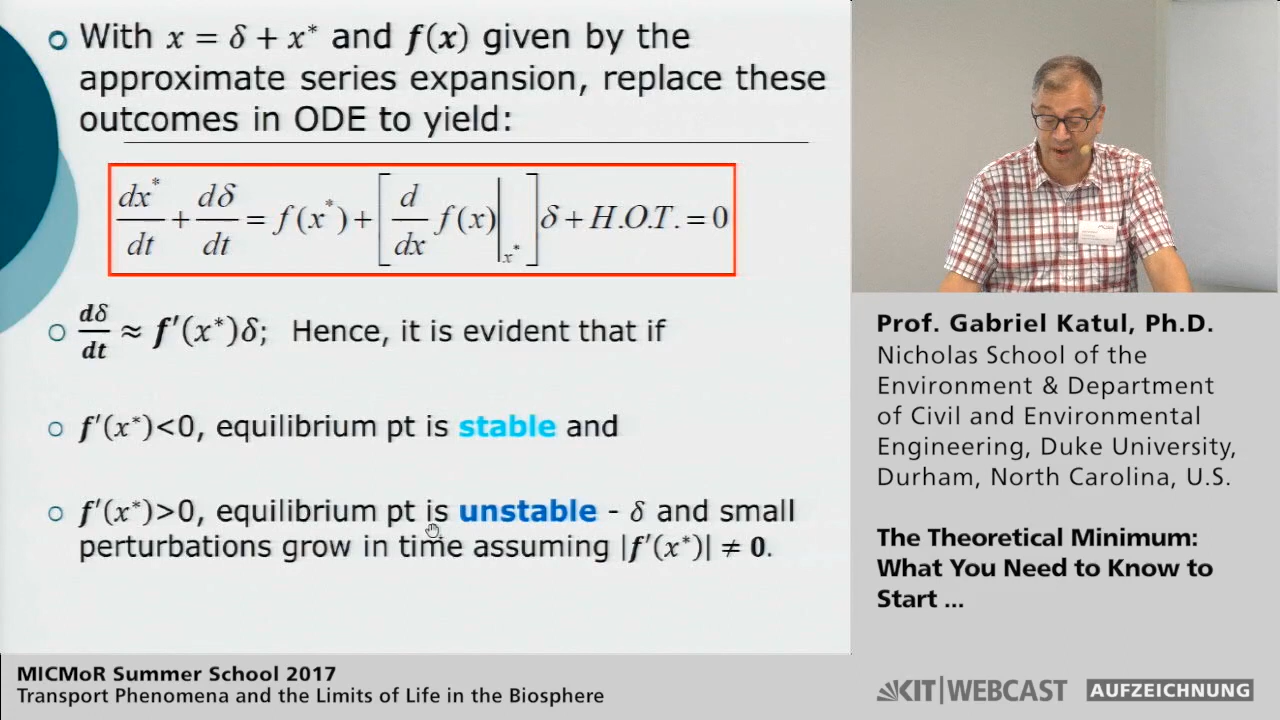 With x = δ + x* and f(x) given by the
approximate series expansion, replace these
outcomes in ODE to yield:
dx*/dt + dδ/dt = f(x*) + [d/dx f(x)|x*] δ + H.O.T. = 0
dδ/dt ≈ f′(x*)δ; Hence, it is evident that if
f′(x*)<0, equilibrium pt is stable and
f′(x*)>0, equilibrium pt is unstable - δ and small
perturbations grow in time assuming |f′(x*)| ≠ 0.
Prof. Gabriel Katul, Ph.D.
Nicholas School of the
Environment & Department
of Civil and Environmental
Engineering, Duke University,
Durham, North Carolina, U.S.
The Theoretical Minimum:
What You Need to Know to
Start ...
MICMoR Summer School 2017
Transport Phenomena and the Limits of Life in the Biosphere
KIT|WEBCAST
AUFZEICHNUNG